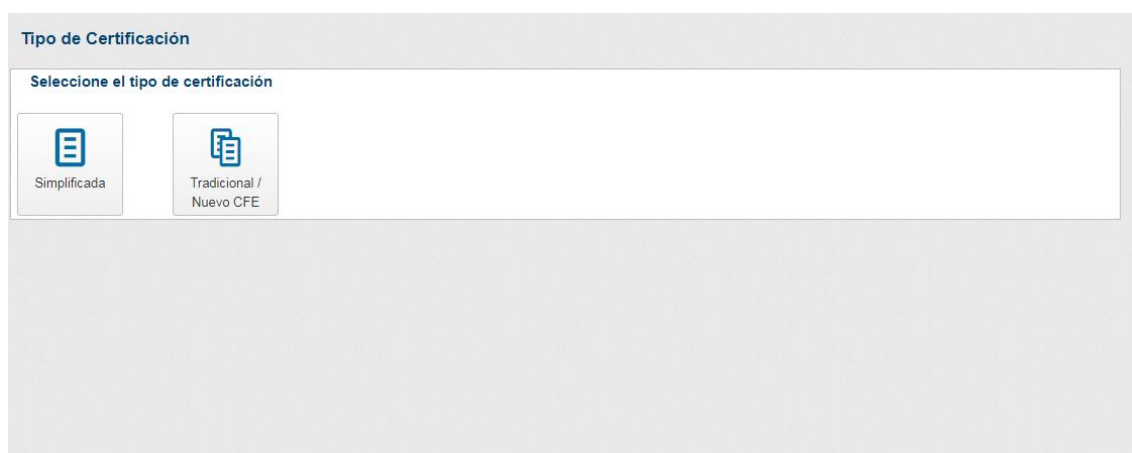 Tipo de Certificación
Seleccione el tipo de certificación
Simplificada
Tradicional /
Nuevo CFE